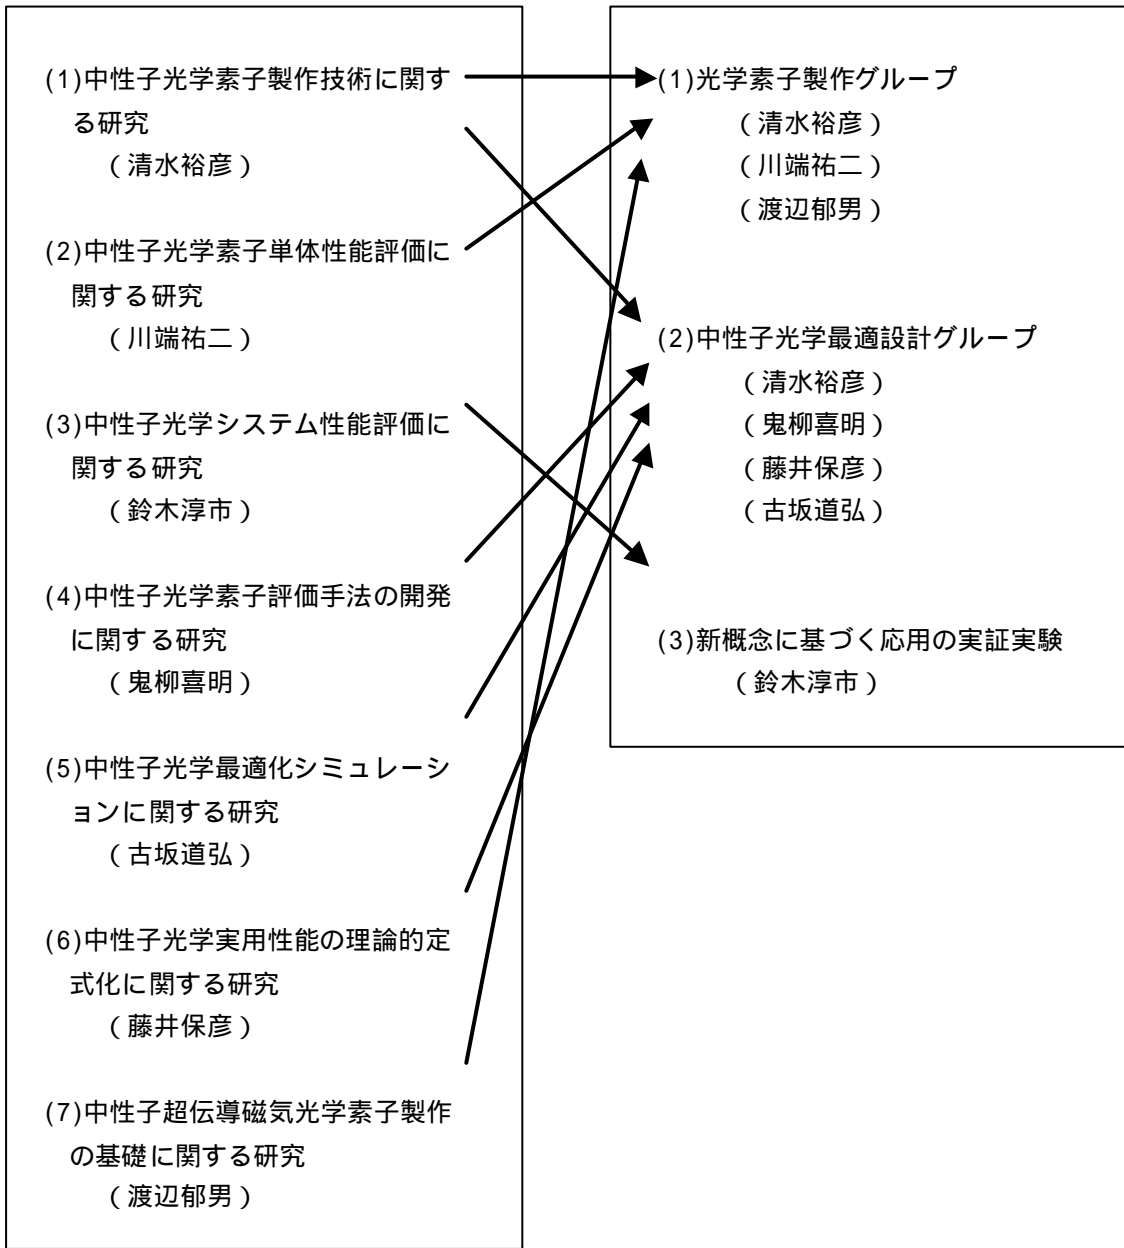 (1)中性子光学素子製作技術に関す
る研究
(清水裕彦)
(2)中性子光学素子単体性能評価に
関する研究
(川端祐二)
(3)中性子光学システム性能評価に
関する研究
(鈴木淳市)
(4)中性子光学素子評価手法の開発
に関する研究
(鬼柳喜明)
(5)中性子光学最適化シミュレーシ
ョンに関する研究
(古坂道弘)
(6)中性子光学実用性能の理論的定
式化に関する研究
(藤井保彦)
(7)中性子超伝導磁気光学素子製作
の基礎に関する研究
(渡辺郁男)
(1)光学素子製作グループ
(清水裕彦)
(川端祐二)
(渡辺郁男)
(2)中性子光学最適設計グループ
(清水裕彦)
(鬼柳喜明)
(藤井保彦)
(古坂道弘)
(3)新概念に基づく応用の実証実験
(鈴木淳市)